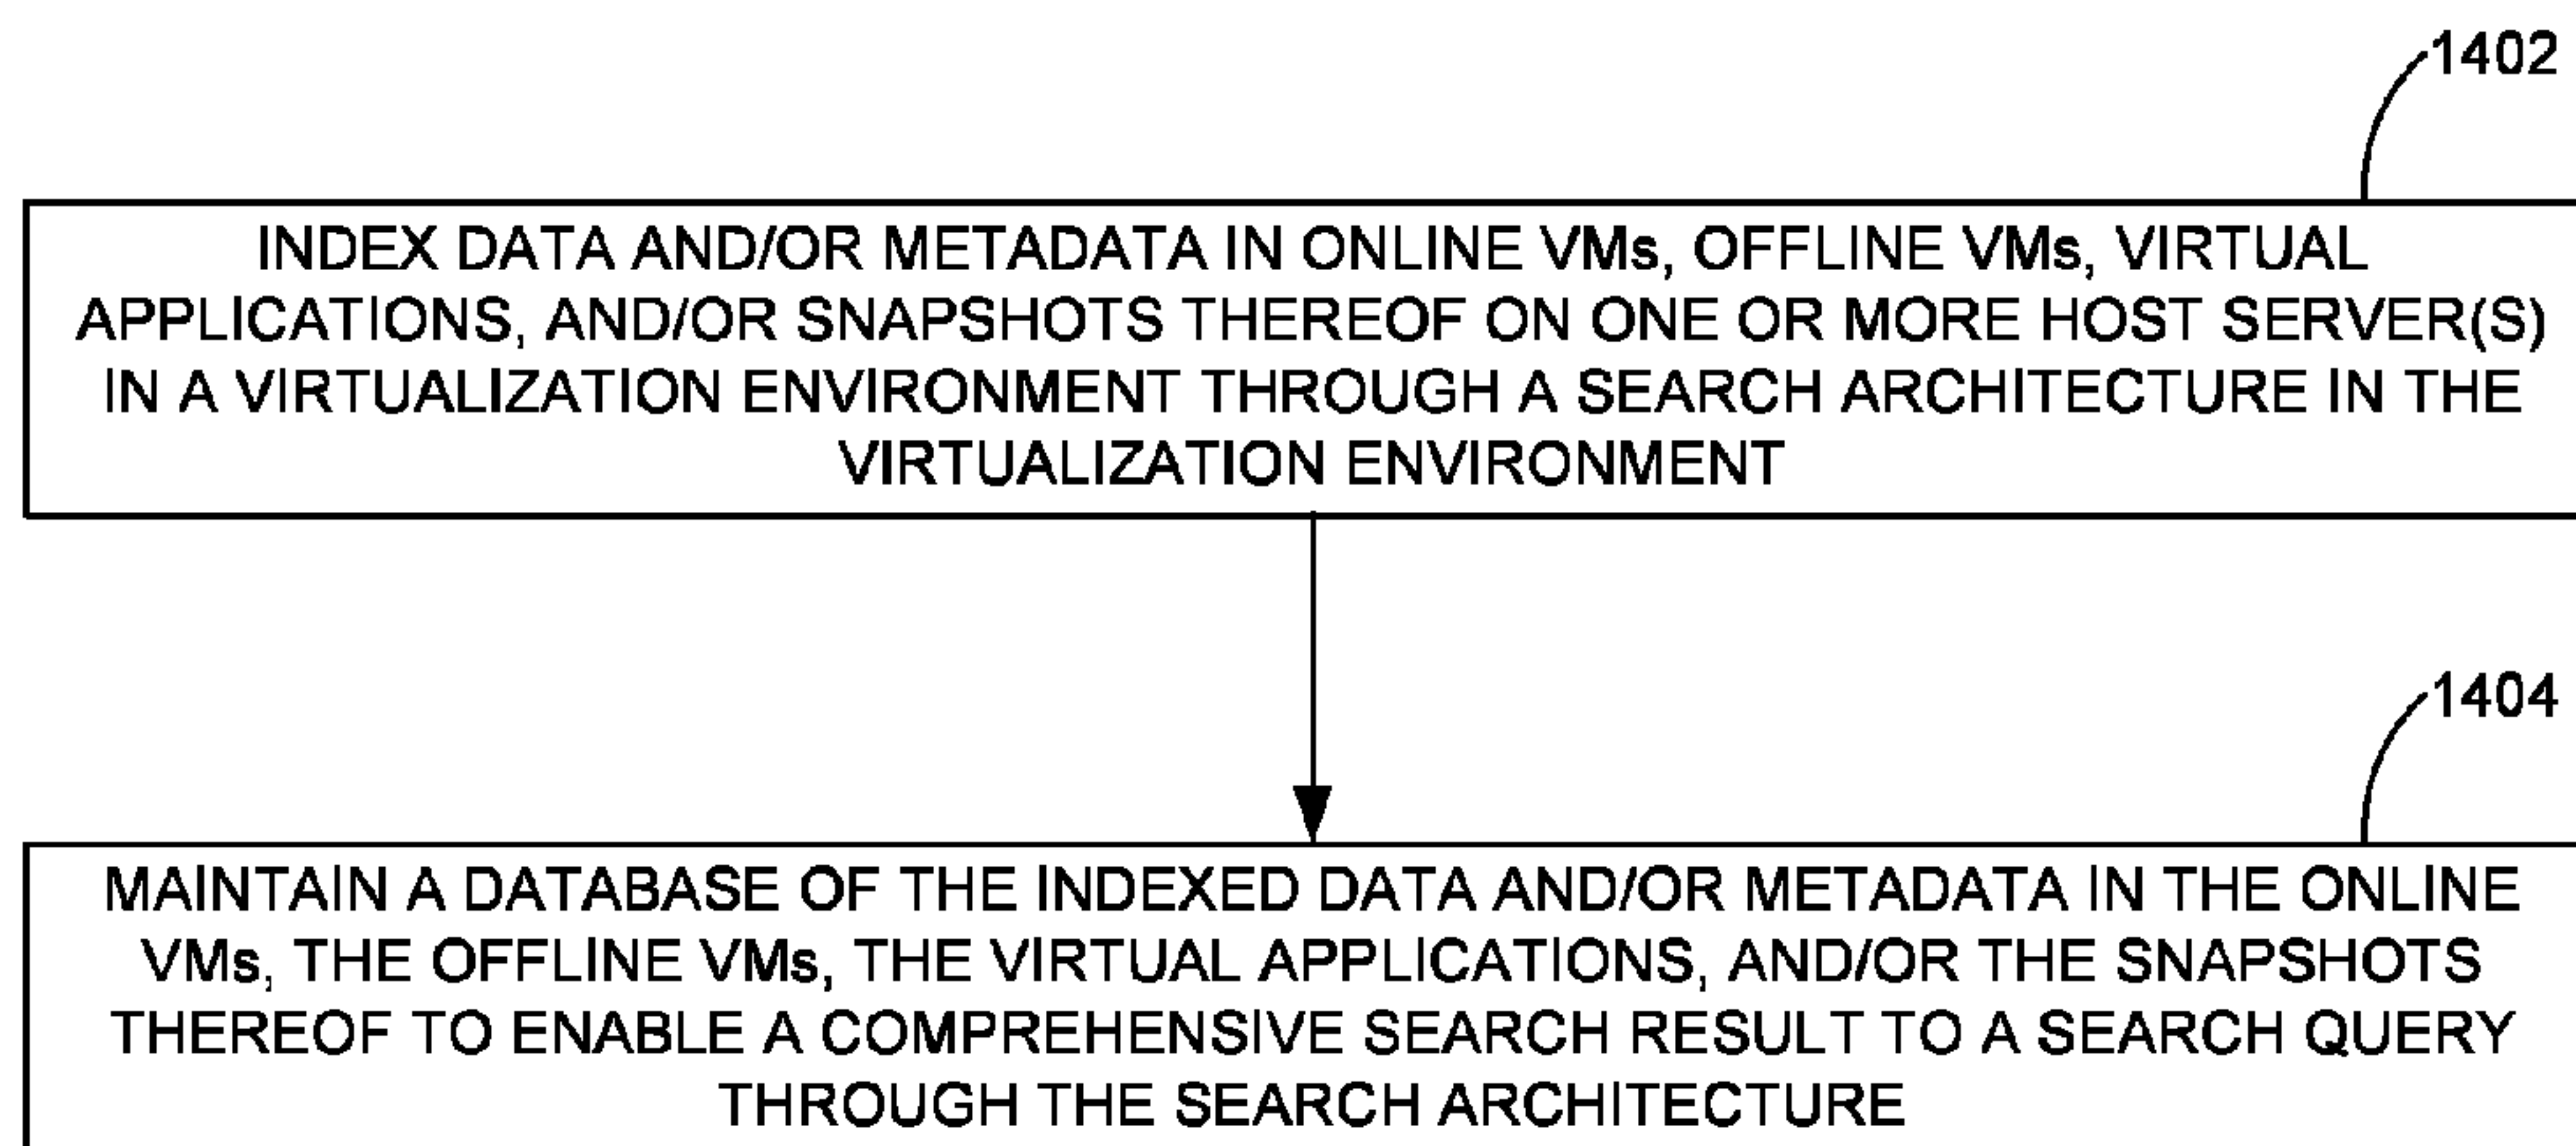 1402
INDEX DATA AND/OR METADATA IN ONLINE VMs, OFFLINE VMs, VIRTUAL
APPLICATIONS, AND/OR SNAPSHOTS THEREOF ON ONE OR MORE HOST SERVER(S)
IN A VIRTUALIZATION ENVIRONMENT THROUGH A SEARCH ARCHITECTURE IN THE
VIRTUALIZATION ENVIRONMENT
1404
MAINTAIN A DATABASE OF THE INDEXED DATA AND/OR METADATA IN THE ONLINE
VMs, THE OFFLINE VMs, THE VIRTUAL APPLICATIONS, AND/OR THE SNAPSHOTS
THEREOF TO ENABLE A COMPREHENSIVE SEARCH RESULT TO A SEARCH QUERY
THROUGH THE SEARCH ARCHITECTURE